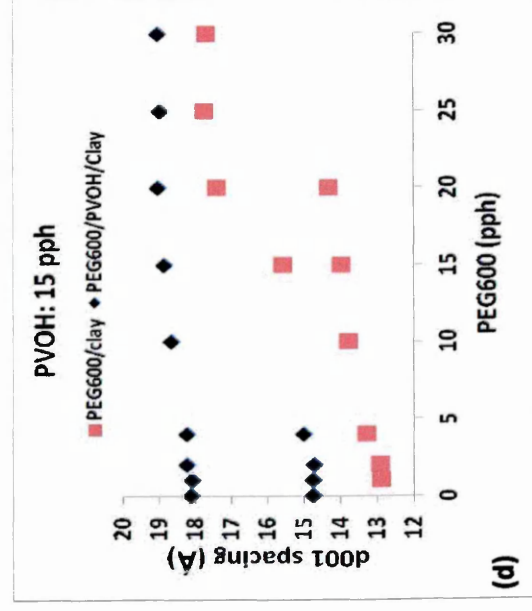 PVOH: 15 pph
PEG600/clay PEG600/PVOH/Clay
d001 spacing (Å)
20
19
18
17
16
15
14
13
12
0 5 10 15 20 25 30
PEG600 (pph)
(d)